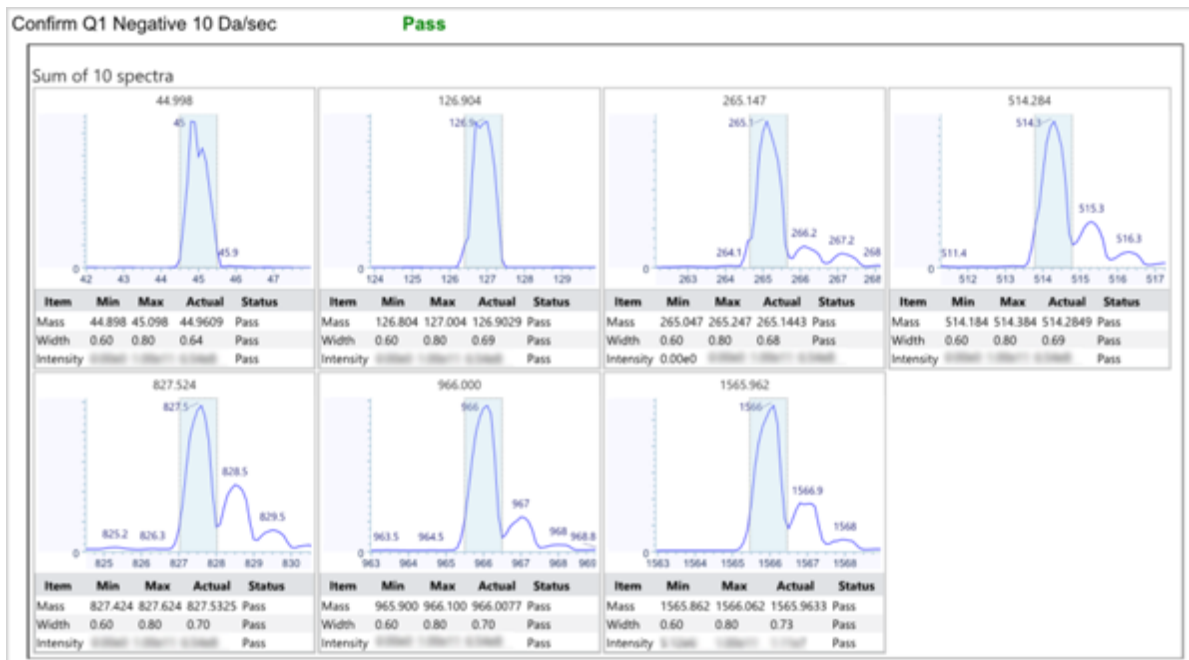 Confirm Q1 Negative 10 Da/sec Pass
Sum of 10 spectra
44.998 126.904 265.147 514.284
45 126.9 265.1 514.3
45.9 264.1 266.2 267.2 268 511.4 515.3 516.3
0 0 0 0
42 43 44 45 46 47 124 125 126 127 128 129 263 264 265 266 267 268 512 513 514 515 516 517
Item Min Max Actual Status Item Min Max Actual Status Item Min Max Actual Status Item Min Max Actual Status
Mass 44.898 45.098 44.9609 Pass Mass 126.804 127.004 126.9029 Pass Mass 265.047 265.247 265.1443 Pass Mass 514.184 514.384 514.2849 Pass
Width 0.60 0.80 0.64 Pass Width 0.60 0.80 0.69 Pass Width 0.60 0.80 0.68 Pass Width 0.60 0.80 0.69 Pass
Intensity Pass Intensity Pass Intensity 0.00e0 Pass Intensity Pass
827.524 966.000 1565.962
827.5 966 1566
825.2 826.3 828.5 829.5 963.5 964.5 967 968 968.8 1566.9 1568
0 0 0
825 826 827 828 829 830 963 964 965 966 967 968 969 1563 1564 1565 1566 1567 1568
Item Min Max Actual Status Item Min Max Actual Status Item Min Max Actual Status
Mass 827.424 827.624 827.5325 Pass Mass 965.900 966.100 966.0077 Pass Mass 1565.862 1566.062 1565.9633 Pass
Width 0.60 0.80 0.70 Pass Width 0.60 0.80 0.70 Pass Width 0.60 0.80 0.73 Pass
Intensity Pass Intensity Pass Intensity Pass